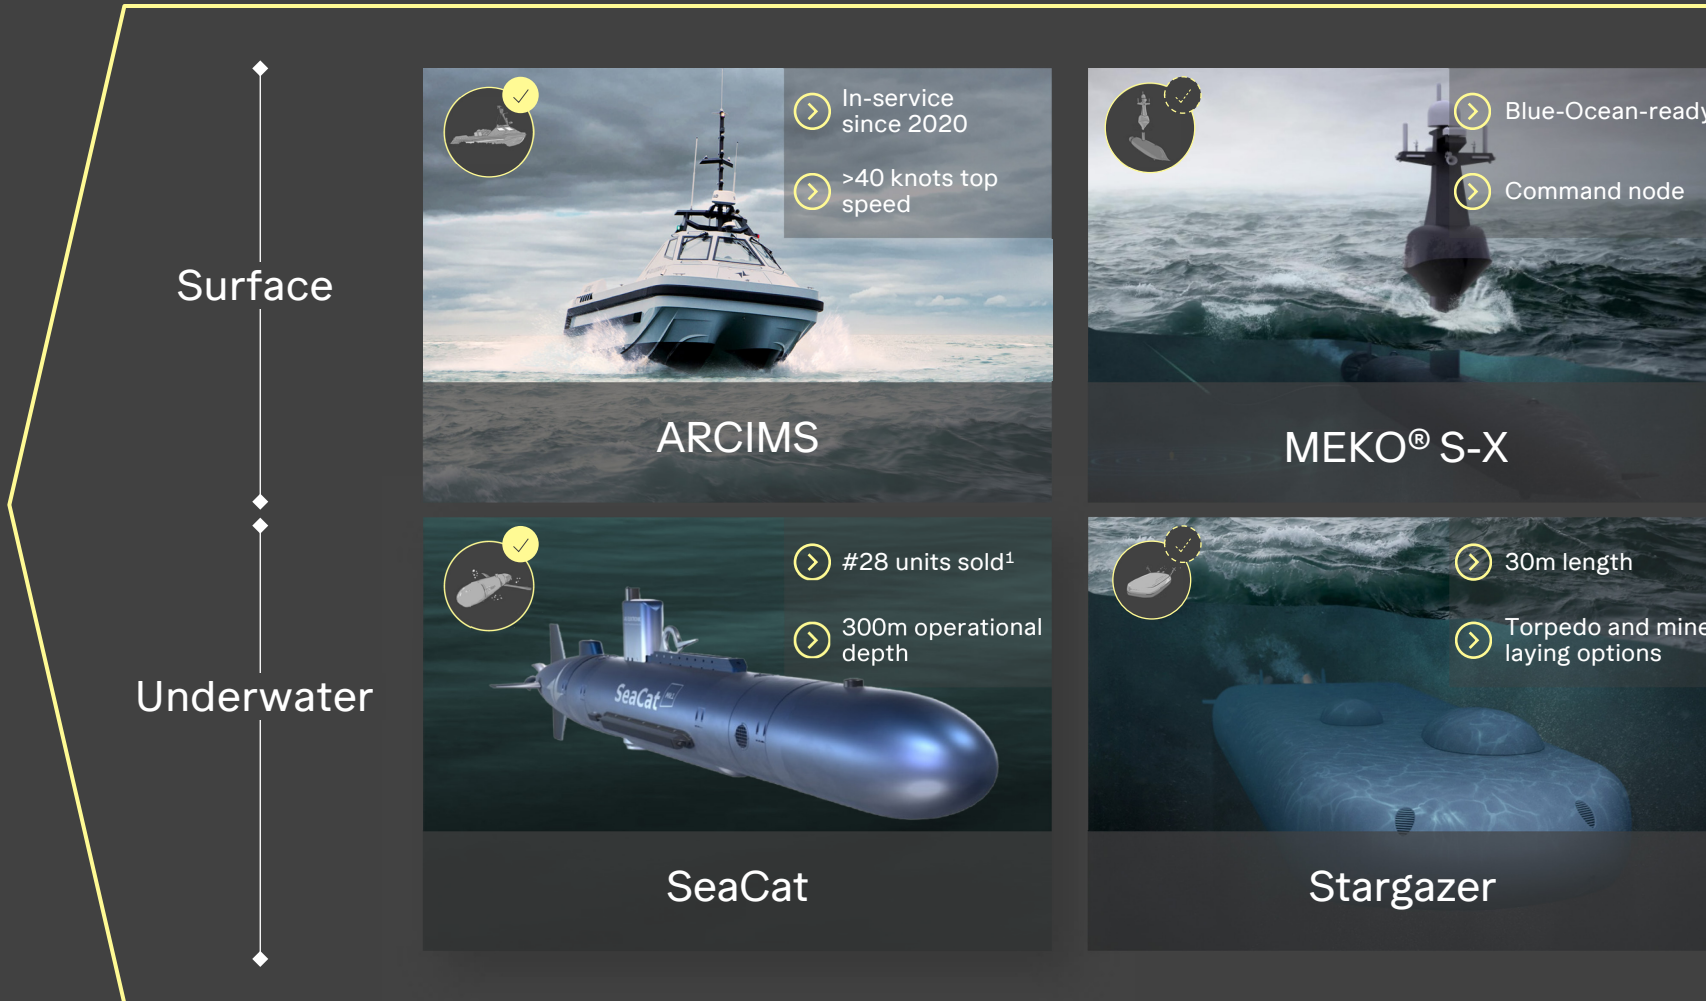 Surface
In-service
since 2020
>40 knots top
speed
ARCIMS
Blue-Ocean-ready
Command node
MEKO® S-X
Underwater
#28 units sold¹
300m operational
depth
SeaCat
SeaCat
30m length
Torpedo and mine
laying options
Stargazer